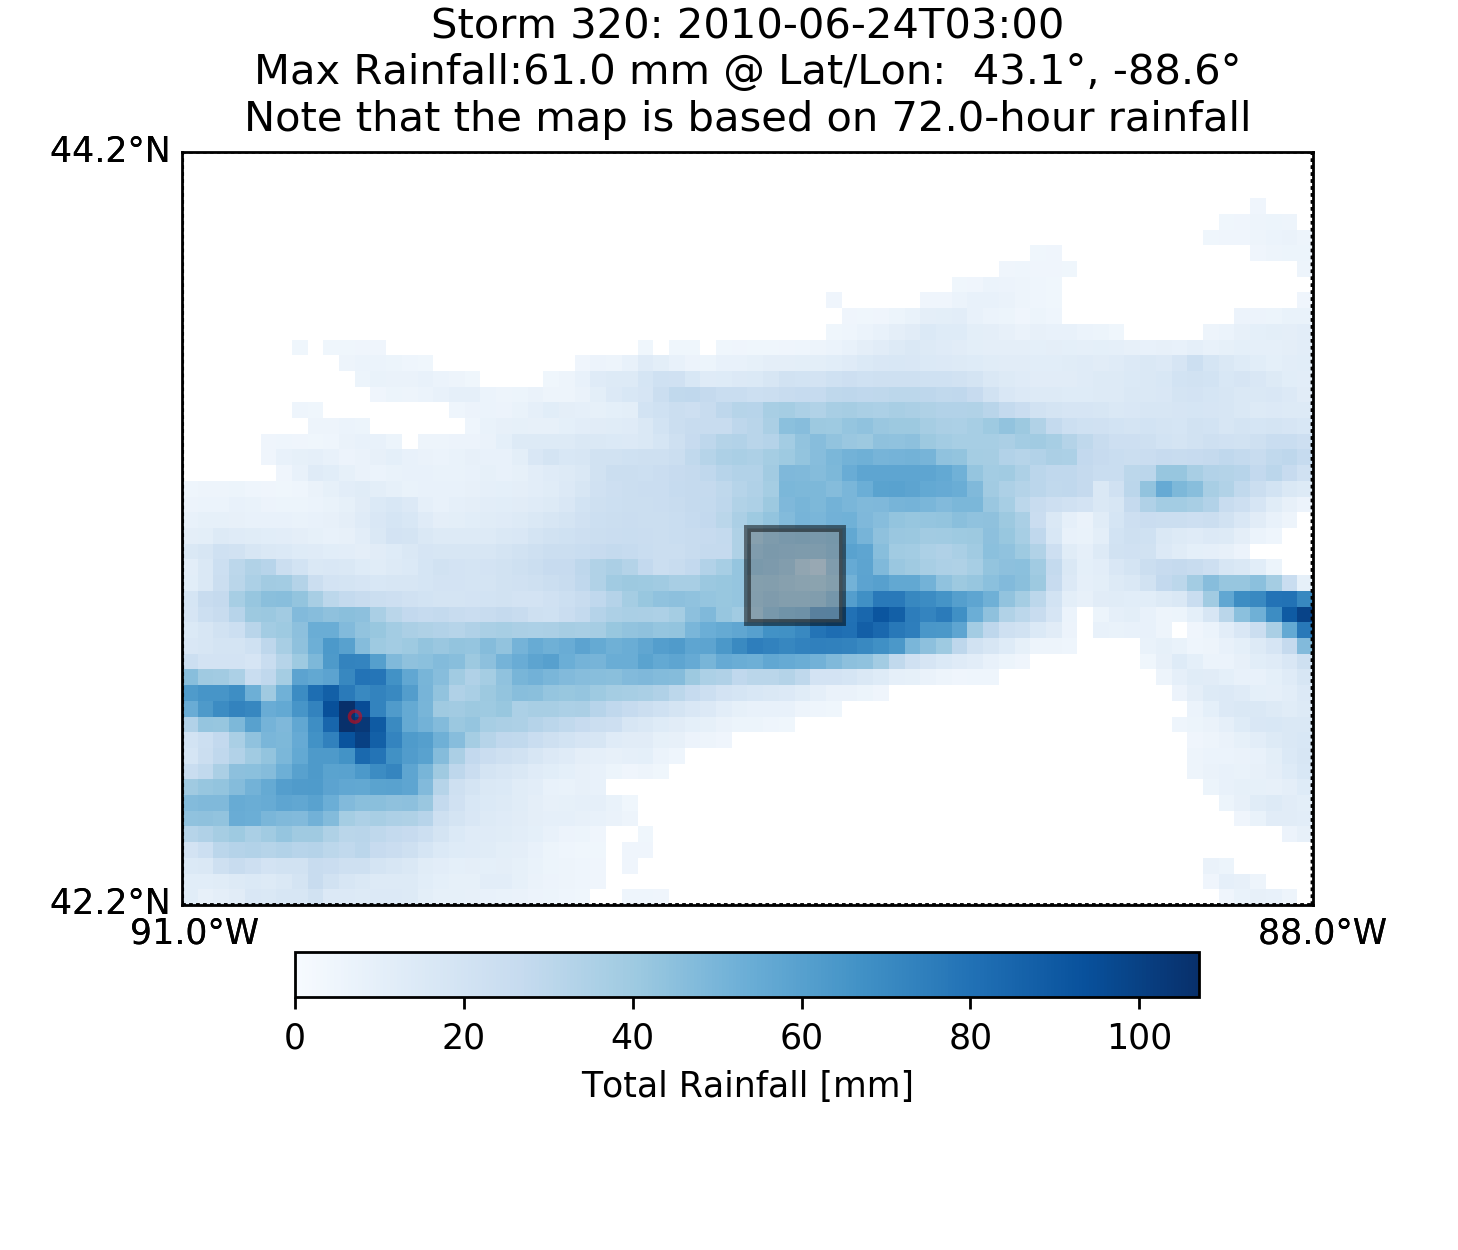 Storm 320: 2010-06-24T03:00
Max Rainfall:61.0 mm @ Lat/Lon:  43.1°, -88.6°
Note that the map is based on 72.0-hour rainfall
44.2°N
42.2°N
91.0°W 88.0°W
0 20 40 60 80 100
Total Rainfall [mm]